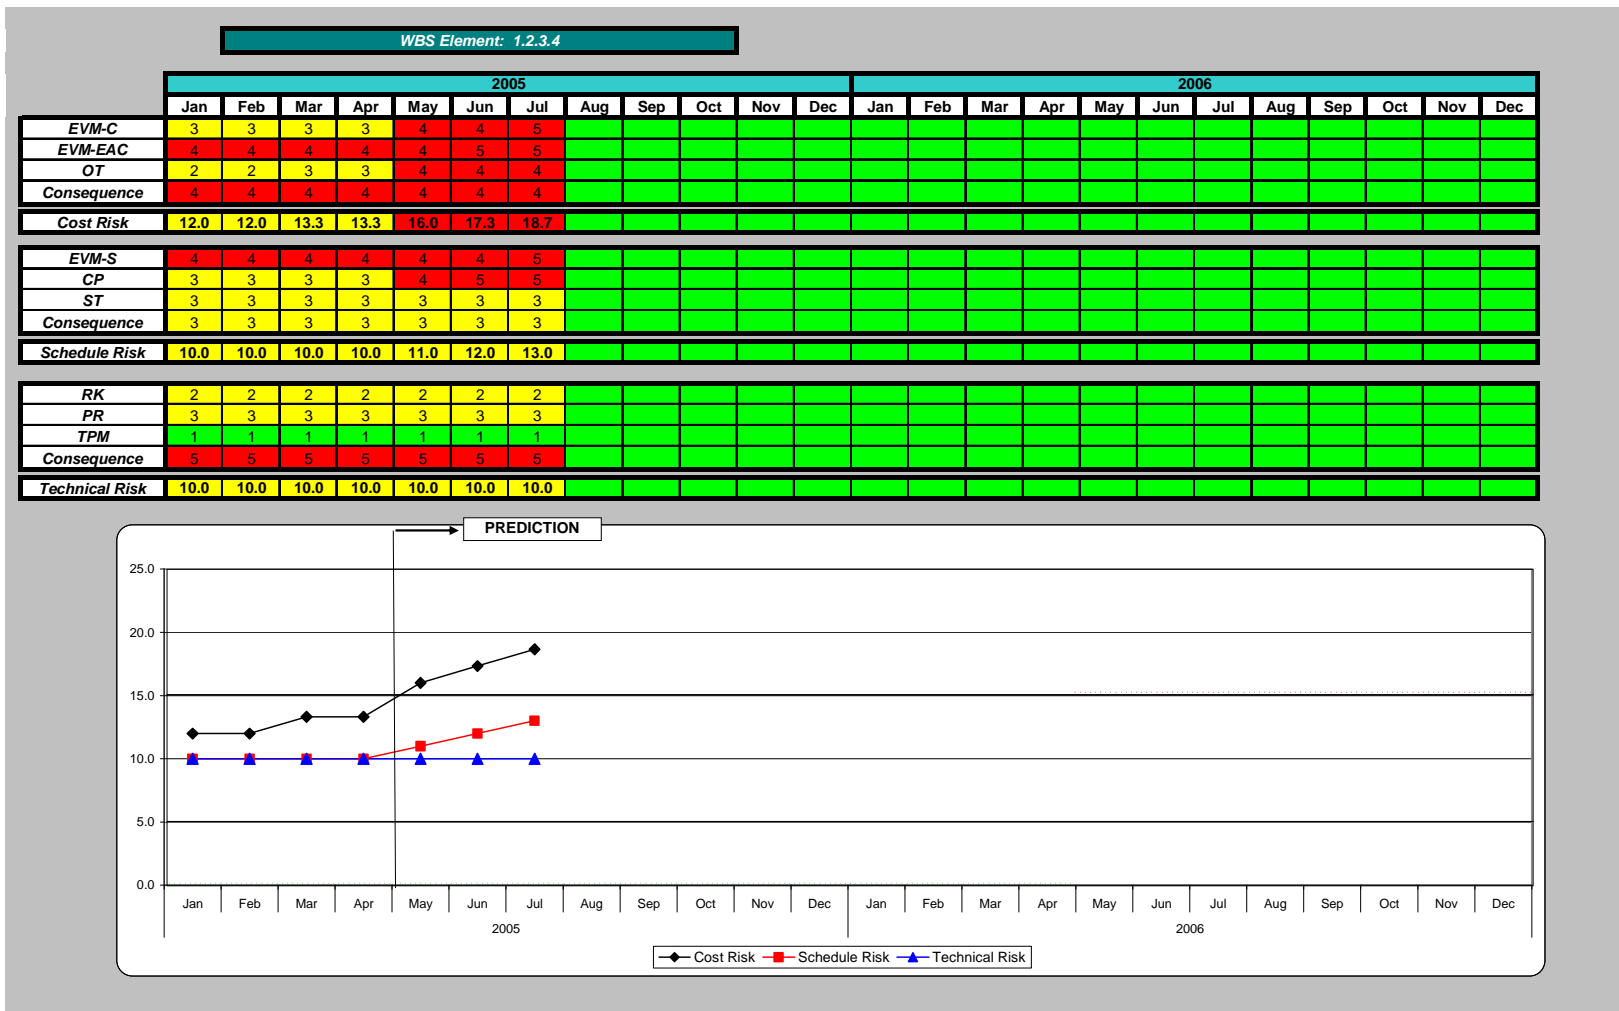 WBS Element: 1.2.3.4
2005 2006
Jan Feb Mar Apr May Jun Jul Aug Sep Oct Nov Dec Jan Feb Mar Apr May Jun Jul Aug Sep Oct Nov Dec
EVM-C 3 3 3 3 4 4 5
EVM-EAC 4 4 4 4 4 5 5
OT 2 2 3 3 4 4 4
Consequence 4 4 4 4 4 4 4
Cost Risk 12.0 12.0 13.3 13.3 16.0 17.3 18.7
EVM-S 4 4 4 4 4 4 5
CP 3 3 3 3 4 5 5
ST 3 3 3 3 3 3 3
Consequence 3 3 3 3 3 3 3
Schedule Risk 10.0 10.0 10.0 10.0 11.0 12.0 13.0
RK 2 2 2 2 2 2 2
PR 3 3 3 3 3 3 3
TPM 1 1 1 1 1 1 1
Consequence 5 5 5 5 5 5 5
Technical Risk 10.0 10.0 10.0 10.0 10.0 10.0 10.0
PREDICTION
25.0
20.0
15.0
10.0
5.0
0.0
Jan Feb Mar Apr May Jun Jul Aug Sep Oct Nov Dec Jan Feb Mar Apr May Jun Jul Aug Sep Oct Nov Dec
2005 2006
Cost Risk Schedule Risk Technical Risk